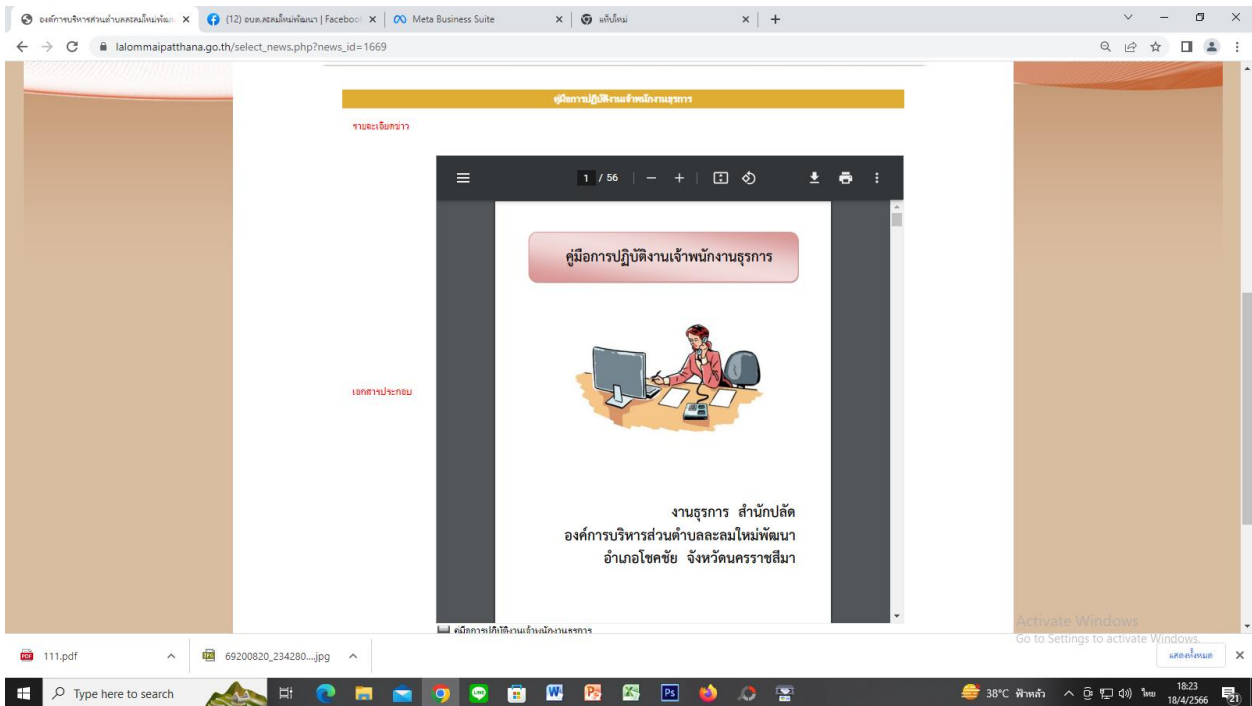 องค์การบริหารส่วนตำบลละลมใหม่พัฒ
(12) อบต.ละลมใหม่พัฒนา | Facebook
Meta Business Suite
แท็บใหม่
lalommaipatthana.go.th/select_news.php?news_id=1669
คู่มือการปฏิบัติงานเจ้าพนักงานธุรการ
รายละเอียดข่าว
1 / 56
คู่มือการปฏิบัติงานเจ้าพนักงานธุรการ
เอกสารประกอบ
งานธุรการ สำนักปลัด
องค์การบริหารส่วนตำบลละลมใหม่พัฒนา
อำเภอโชคชัย จังหวัดนครราชสีมา
คู่มือการปฏิบัติงานเจ้าพนักงานธุรการ
Activate Windows
Go to Settings to activate Windows.
111.pdf
69200820_234280....jpg
แสดงทั้งหมด
Type here to search
38°C ฟ้าหลัว
ไทย
18:23
18/4/2566
21